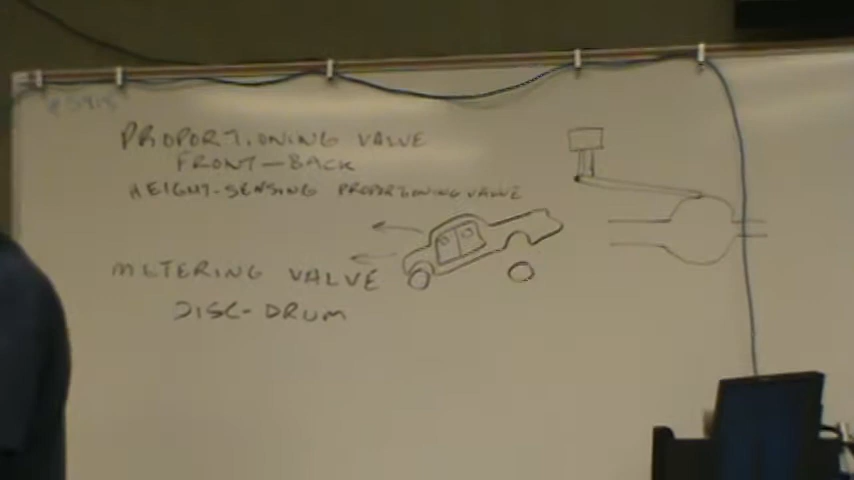 PROPORTIONING VALVE
FRONT-BACK
HEIGHT-SENSING PROPORTIONING VALVE
METERING VALVE
DISC-DRUM